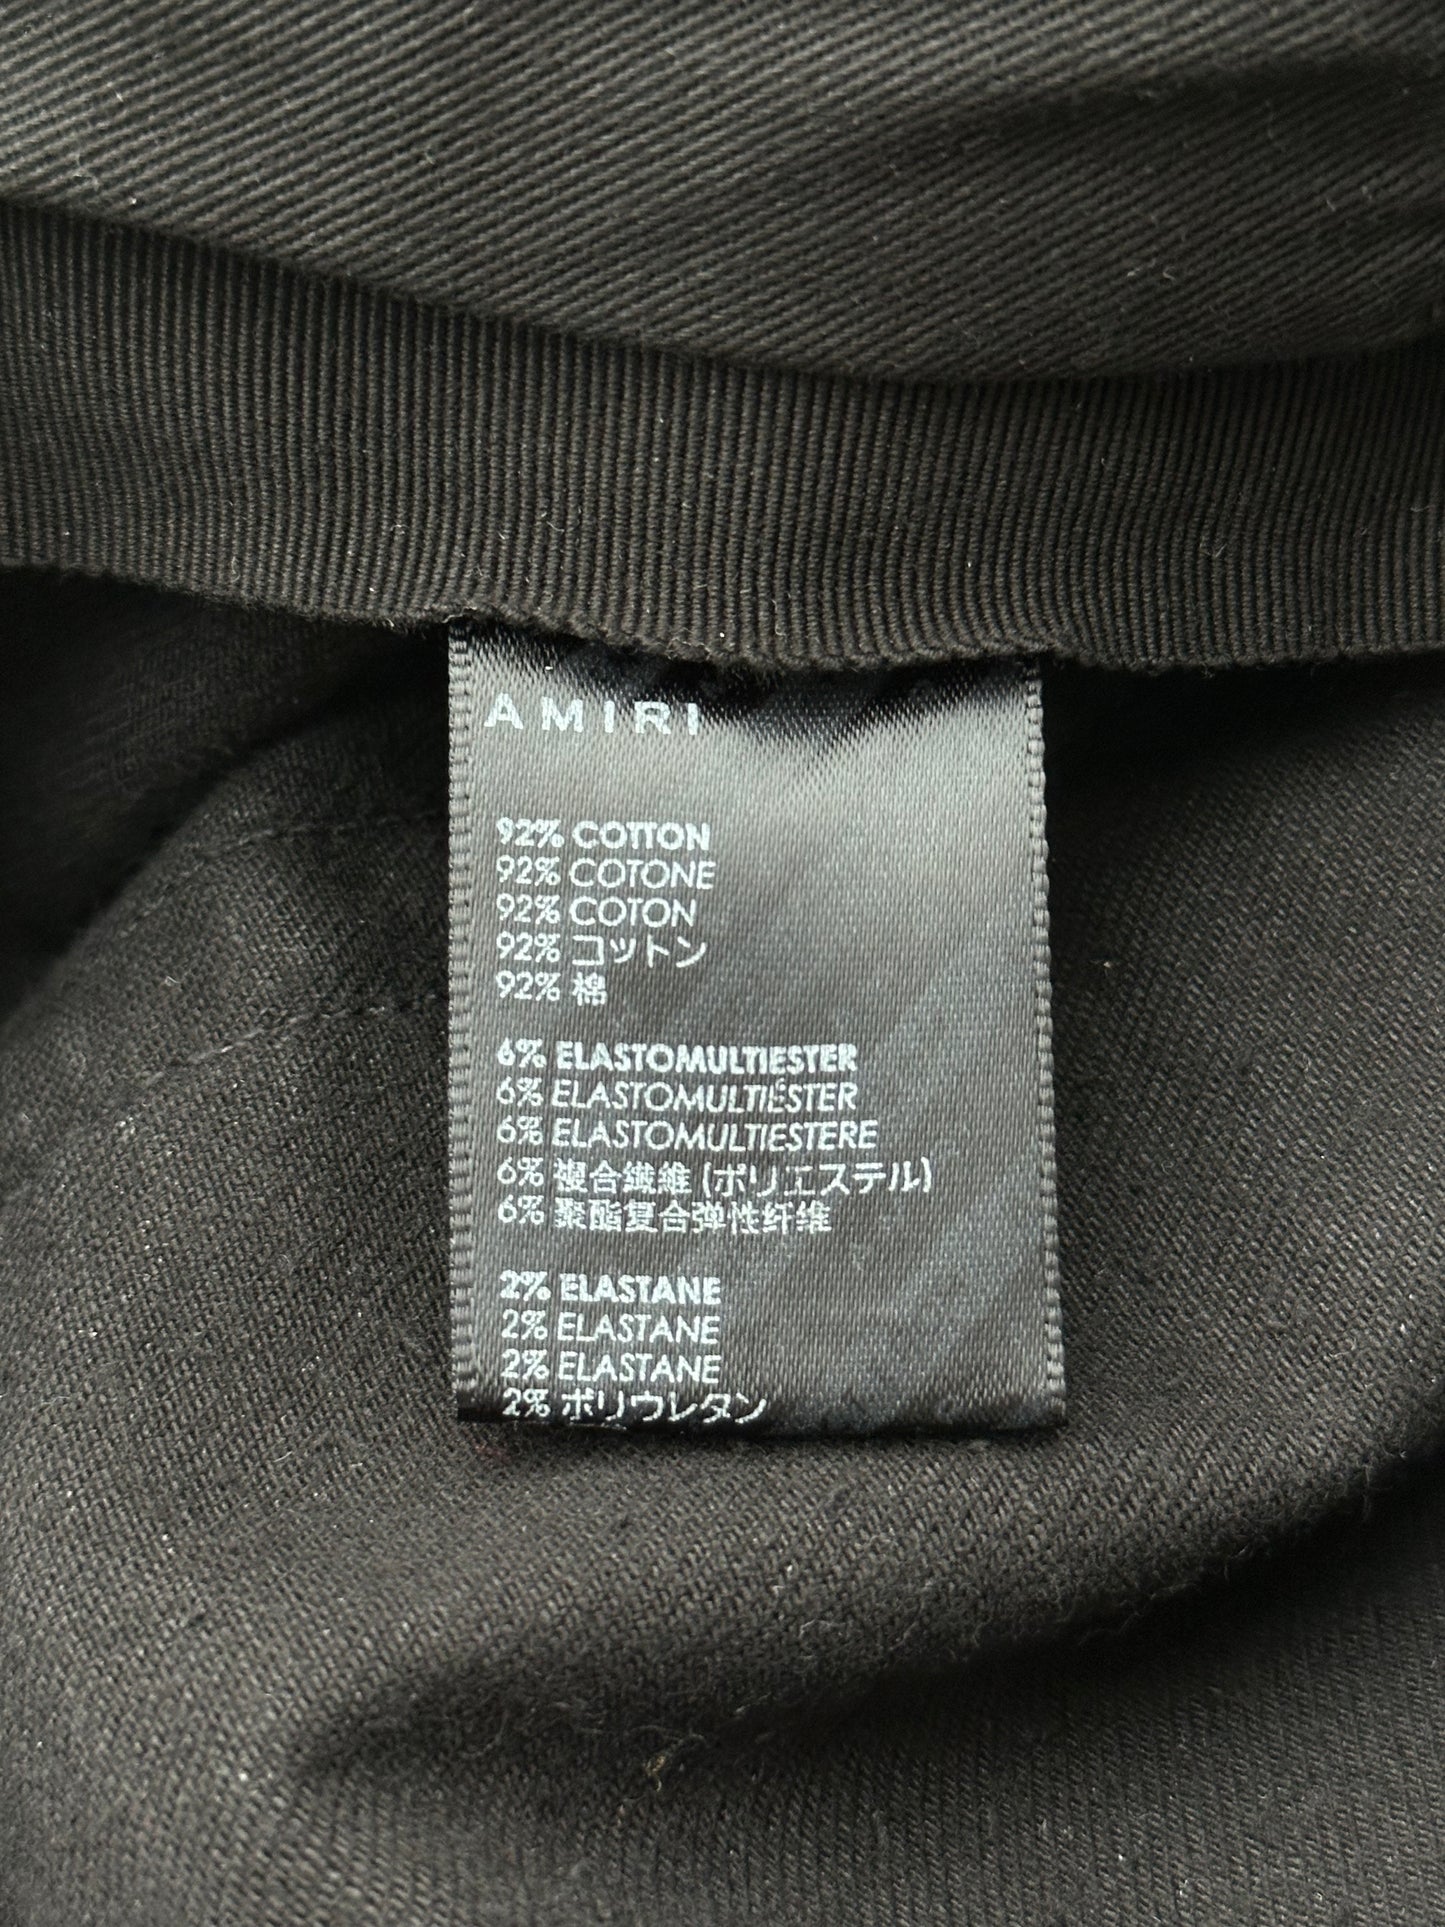 AMIRI
92% COTTON
92% COTONE
92% COTON
92% コットン
92% 棉
6% ELASTOMULTIESTER
6% ELASTOMULTIÉSTER
6% ELASTOMULTIESTERE
6% 複合繊維 (ポリエステル)
6% 聚酯复合弹性纤维
2% ELASTANE
2% ELASTANE
2% ELASTAN
2% ポリウレタン